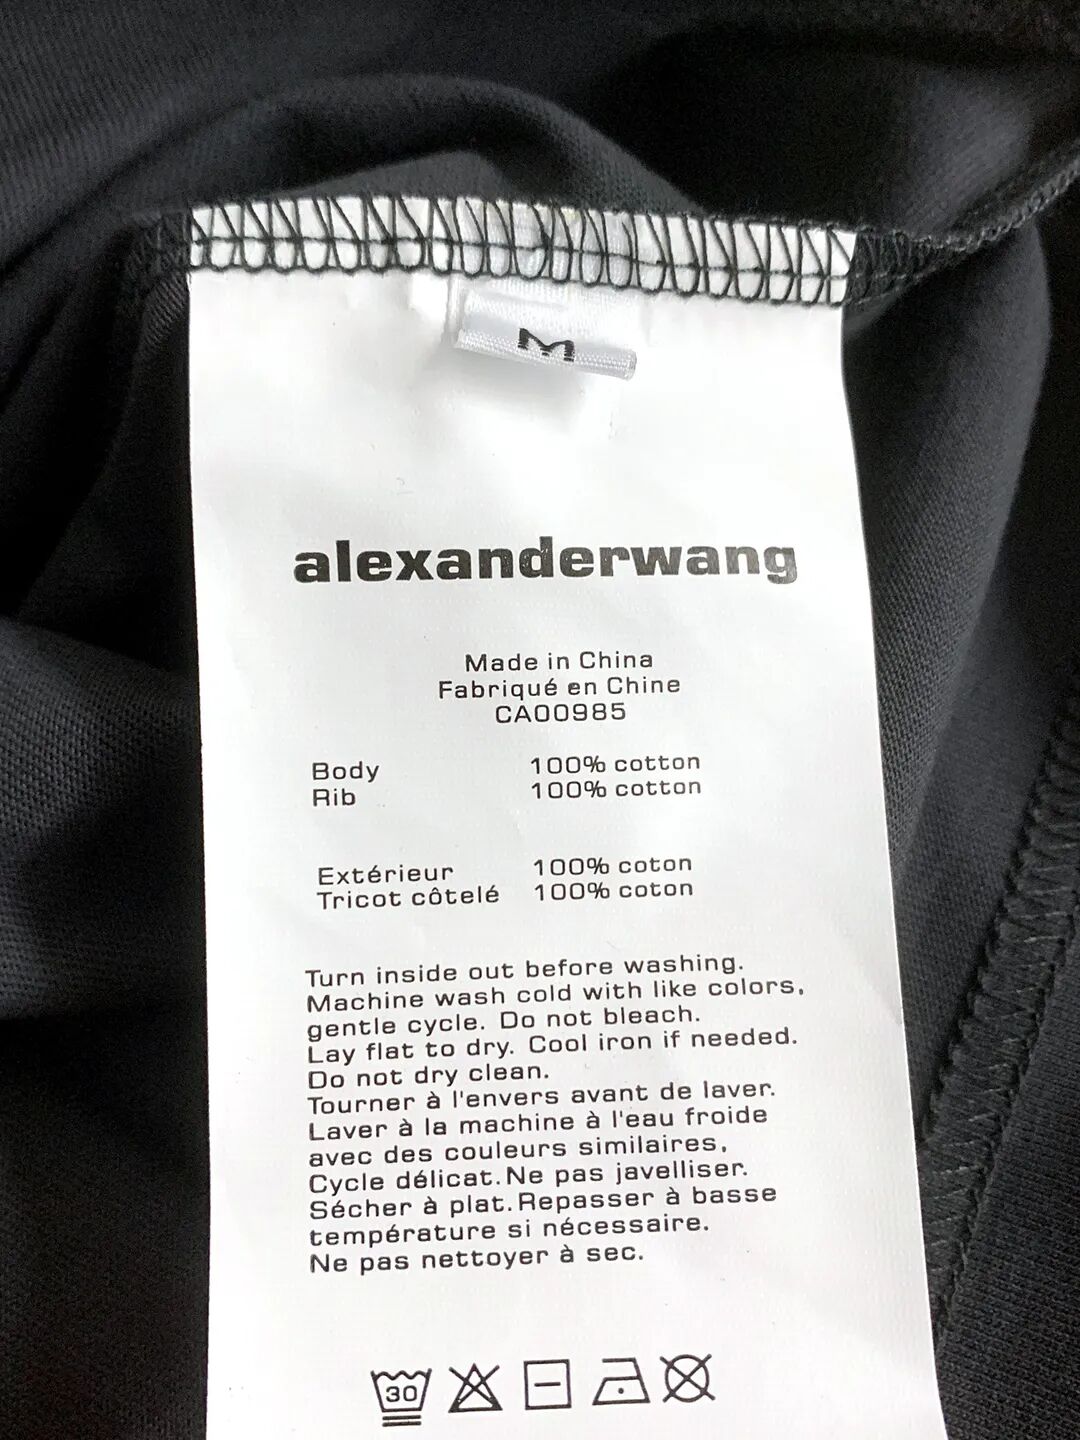 M
alexanderwang
Made in China
Fabriqué en Chine
CA00985
Body 100% cotton
Rib 100% cotton
Extérieur 100% coton
Tricot côtelé 100% coton
Turn inside out before washing.
Machine wash cold with like colors,
gentle cycle. Do not bleach.
Lay flat to dry. Cool iron if needed.
Do not dry clean.
Tourner à l'envers avant de laver.
Laver à la machine à l'eau froide
avec des couleurs similaires,
Cycle délicat. Ne pas javelliser.
Sécher à plat. Repasser à basse
température si nécessaire.
Ne pas nettoyer à sec.
30